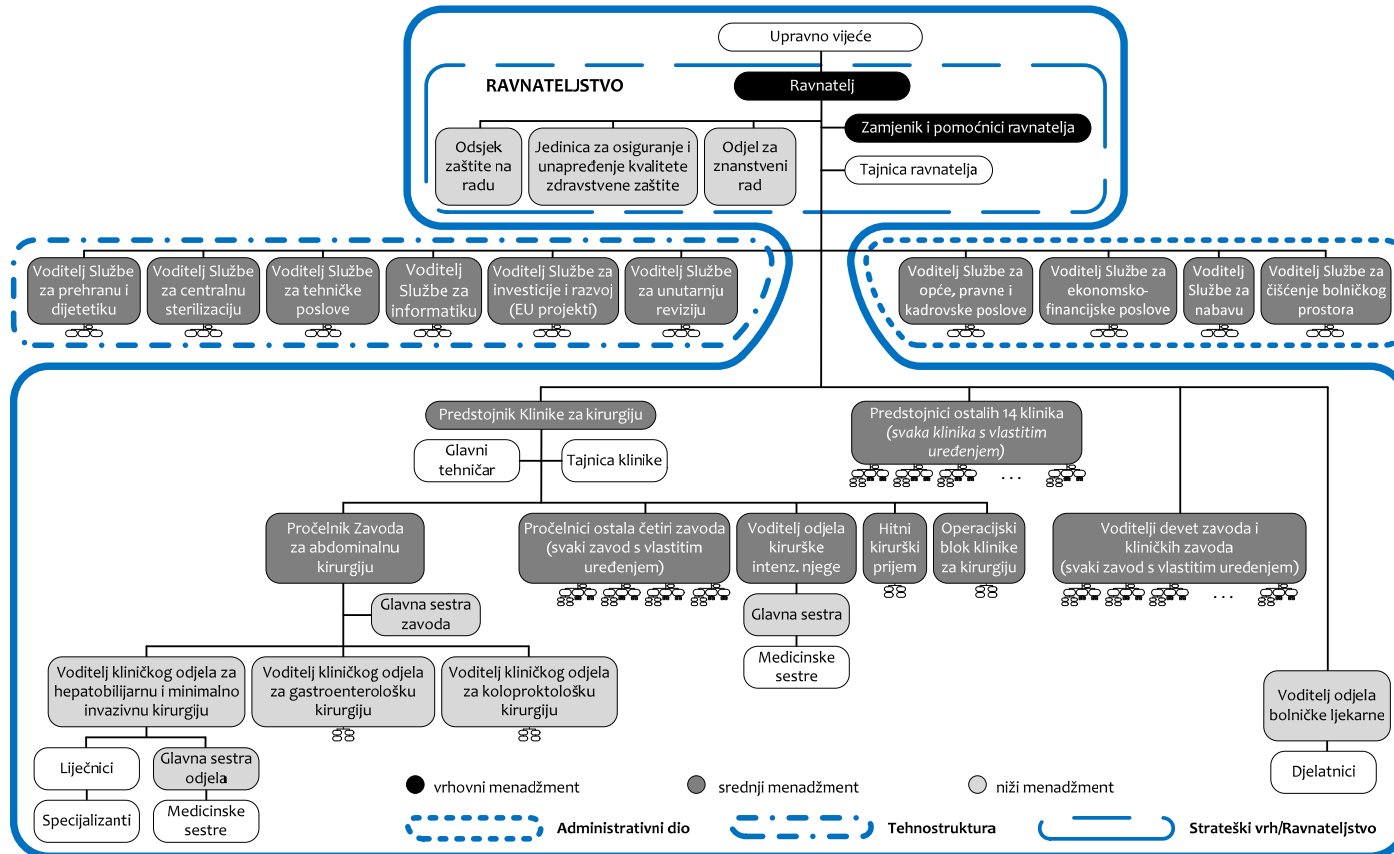 Upravno vijeće
RAVNATELJSTVO
Ravnatelj
Zamjenik i pomoćnici ravnatelja
Tajnica ravnatelja
Odsjek
zaštite na
radu
Jedinica za osiguranje i
unapređenje kvalitete
zdravstvene zaštite
Odjel za
znanstveni
rad
Voditelj Službe
za prehranu i
dijetetiku
Voditelj Službe
za centralnu
sterilizaciju
Voditelj Službe
za tehničke
poslove
Voditelj
Službe za
informatiku
Voditelj Službe za
investicije i razvoj
(EU projekti)
Voditelj Službe
za unutarnju
reviziju
Voditelj Službe za
opće, pravne i
kadrovske poslove
Voditelj Službe za
ekonomsko-
financijske poslove
Voditelj
Službe za
nabavu
Voditelj Službe za
čišćenje bolničkog
prostora
Predstojnik Klinike za kirurgiju
Glavni
tehničar
Tajnica klinike
Predstojnici ostalih 14 klinika
(svaka klinika s vlastitim
uređenjem)
...
Pročelnik Zavoda
za abdominalnu
kirurgiju
Pročelnici ostala četiri zavoda
(svaki zavod s vlastitim
uređenjem)
Voditelj odjela
kirurške
intenz. njege
Hitni
kirurški
prijem
Operacijski
blok klinike
za kirurgiju
Voditelji devet zavoda i
kliničkih zavoda
(svaki zavod s vlastitim uređenjem)
...
Glavna sestra
zavoda
Glavna sestra
Medicinske
sestre
Voditelj kliničkog odjela za
hepatobilijarnu i minimalno
invazivnu kirurgiju
Voditelj kliničkog odjela
za gastroenterološku
kirurgiju
Voditelj kliničkog odjela
za koloproktološku
kirurgiju
Voditelj odjela
bolničke ljekarne
Djelatnici
Liječnici
Glavna sestra
odjela
Specijalizanti
Medicinske
sestre
vrhovni menadžment
srednji menadžment
niži menadžment
Administrativni dio
Tehnostruktura
Strateški vrh/Ravnateljstvo